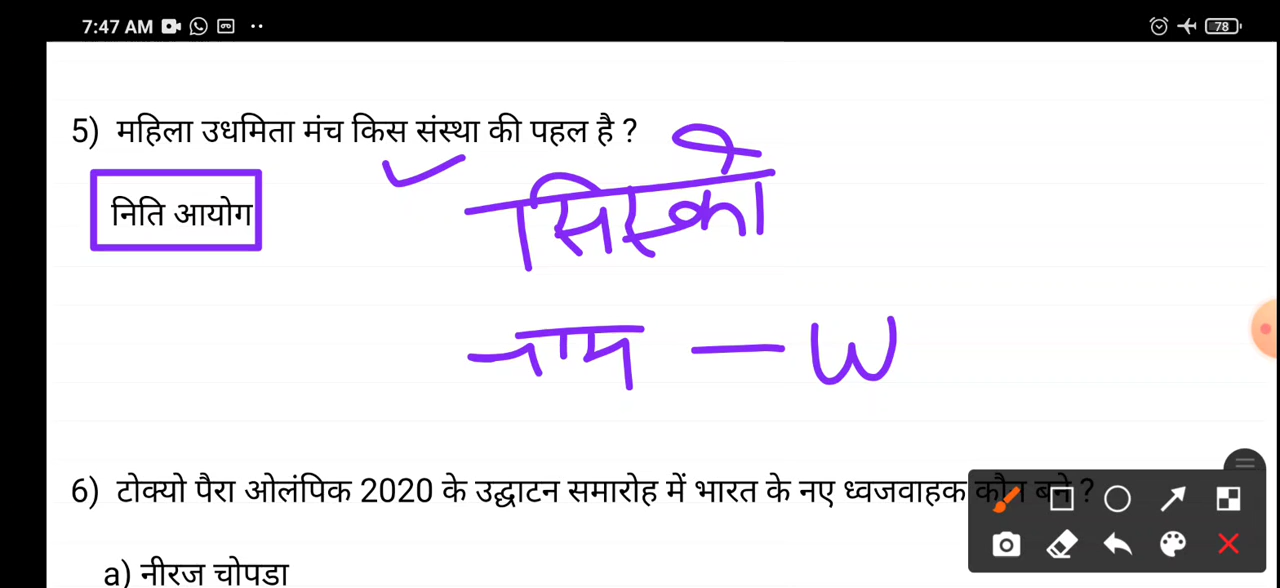 7:47 AM
78
5) महिला उधमिता मंच किस संस्था की पहल है ?
निति आयोग
सिस्को
नाम — W
6) टोक्यो पैरा ओलंपिक 2020 के उद्घाटन समारोह में भारत के नए ध्वजवाहक कौन बने ?
a) नीरज चोपडा